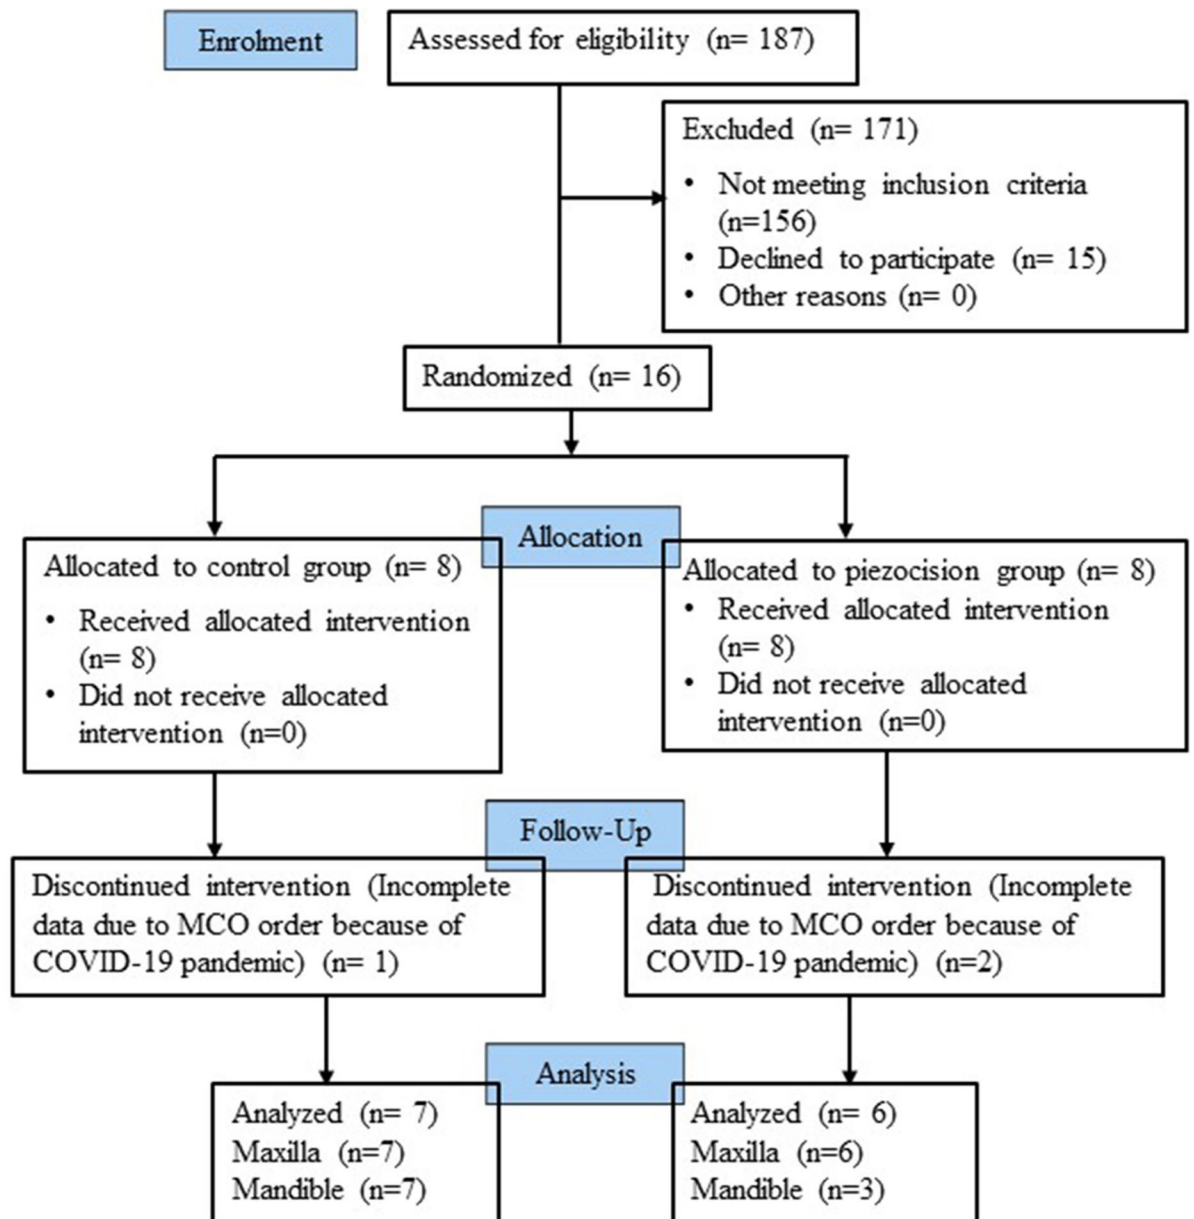 Enrolment
Assessed for eligibility (n= 187)
Excluded (n= 171)
• Not meeting inclusion criteria
(n=156)
• Declined to participate (n= 15)
• Other reasons (n= 0)
Randomized (n= 16)
Allocation
Allocated to control group (n= 8)
• Received allocated intervention
(n= 8)
• Did not receive allocated
intervention (n=0)
Allocated to piezocision group (n= 8)
• Received allocated intervention
(n= 8)
• Did not receive allocated
intervention (n=0)
Follow-Up
Discontinued intervention (Incomplete
data due to MCO order because of
COVID-19 pandemic) (n= 1)
Discontinued intervention (Incomplete
data due to MCO order because of
COVID-19 pandemic) (n=2)
Analysis
Analyzed (n= 7)
Maxilla (n=7)
Mandible (n=7)
Analyzed (n= 6)
Maxilla (n=6)
Mandible (n=3)